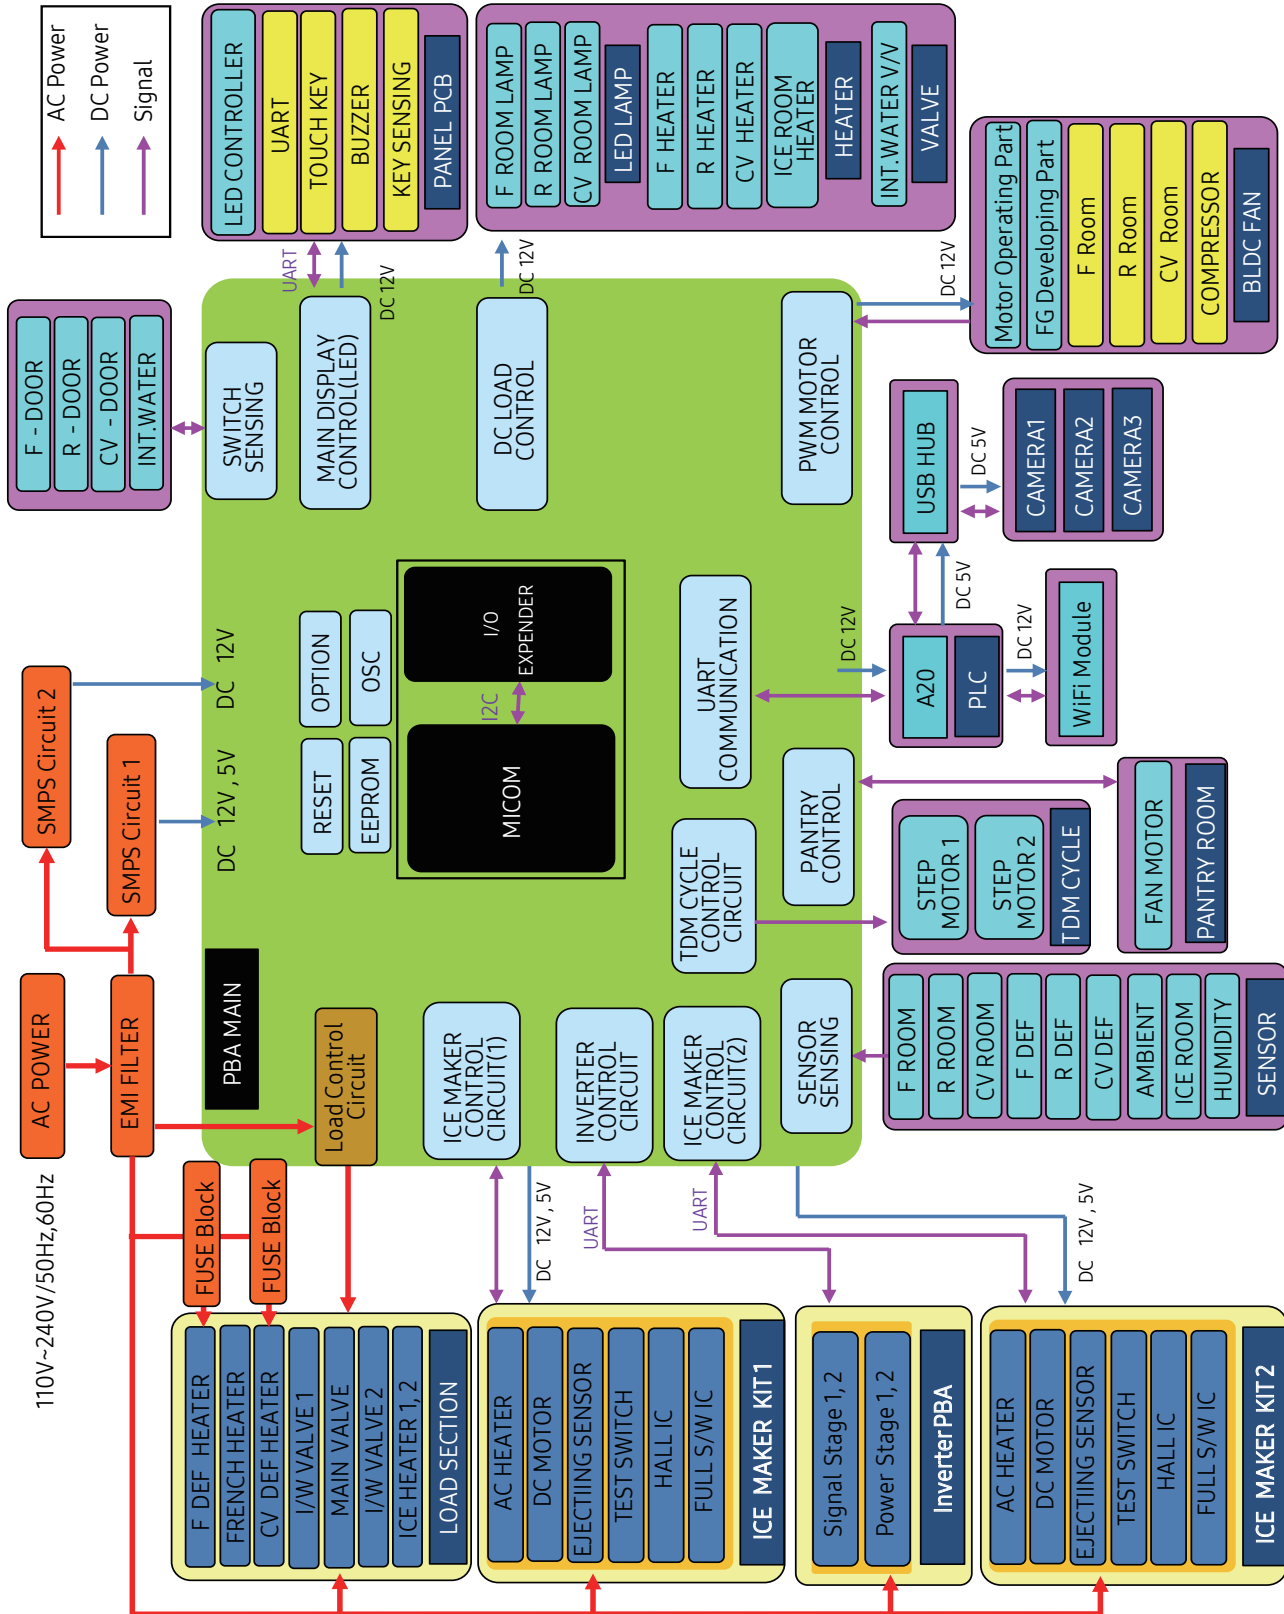 110V~240V/50Hz,60Hz
AC POWER
EMI FILTER
SMPS Circuit 1
SMPS Circuit 2
FUSE Block
FUSE Block
DC 12V , 5V
DC 12V
AC Power
DC Power
Signal
F DEF HEATER
FRENCH HEATER
CV DEF HEATER
I/W VALVE 1
MAIN VALVE
I/W VALVE 2
ICE HEATER 1, 2
LOAD SECTION
AC HEATER
DC MOTOR
EJECTING SENSOR
TEST SWITCH
HALL IC
FULL S/W IC
ICE MAKER KIT 1
Signal Stage 1, 2
Power Stage 1, 2
Inverter PBA
AC HEATER
DC MOTOR
EJECTING SENSOR
TEST SWITCH
HALL IC
FULL S/W IC
ICE MAKER KIT 2
DC 12V , 5V
UART
UART
DC 12V , 5V
PBA MAIN
Load Control
Circuit
ICE MAKER
CONTROL
CIRCUIT(1)
INVERTER
CONTROL
CIRCUIT
ICE MAKER
CONTROL
CIRCUIT(2)
SENSOR
SENSING
RESET
OPTION
EEPROM
OSC
MICOM
I2C
I/O
EXPENDER
TDM CYCLE
CONTROL
CIRCUIT
PANTRY
CONTROL
UART
COMMUNICATION
SWITCH
SENSING
MAIN DISPLAY
CONTROL(LED)
DC LOAD
CONTROL
PWM MOTOR
CONTROL
F - DOOR
R - DOOR
CV - DOOR
INT.WATER
UART
DC 12V
LED CONTROLLER
UART
TOUCH KEY
BUZZER
KEY SENSING
PANEL PCB
DC 12V
F ROOM LAMP
R ROOM LAMP
CV ROOM LAMP
LED LAMP
F HEATER
R HEATER
CV HEATER
ICE ROOM
HEATER
HEATER
INT.WATER V/V
VALVE
DC 12V
Motor Operating Part
FG Developing Part
F Room
R Room
CV Room
COMPRESSOR
BLDC FAN
F ROOM
R ROOM
CV ROOM
F DEF
R DEF
CV DEF
AMBIENT
ICE ROOM
HUMIDITY
SENSOR
STEP
MOTOR 1
STEP
MOTOR 2
TDM CYCLE
FAN MOTOR
PANTRY ROOM
DC 12V
A20
PLC
DC 12V
WiFi Module
DC 5V
USB HUB
DC 5V
CAMERA1
CAMERA2
CAMERA3